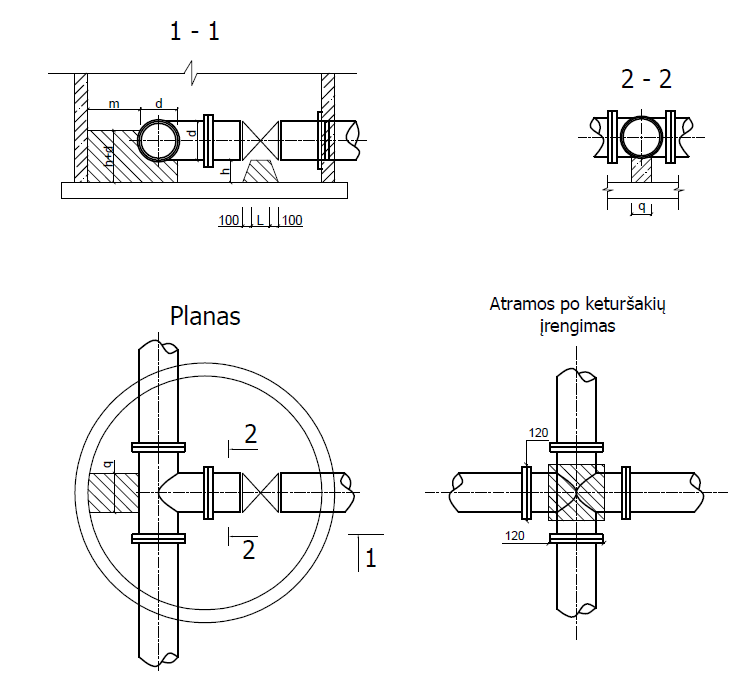 1 - 1
m
d
d
h+d
h
100
L
100
2 - 2
q
Planas
2
q
2
1
Atramos po keturšakių
įrengimas
120
120